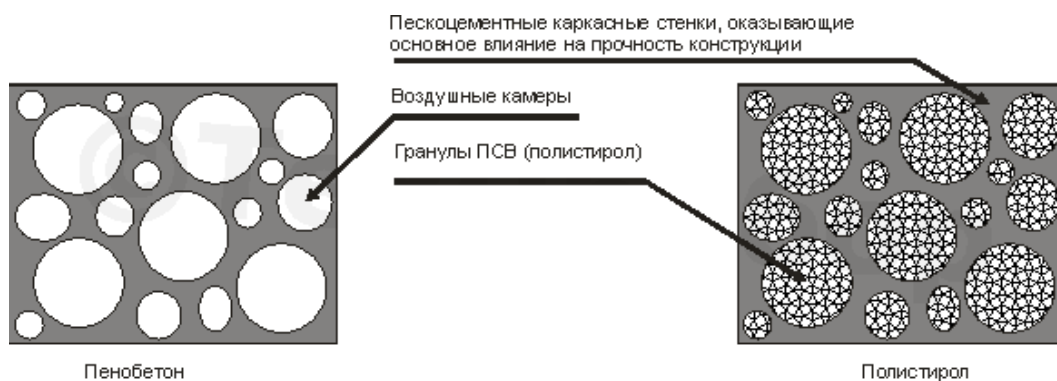 Пескоцементные каркасные стенки, оказывающие
основное влияние на прочность конструкции
Воздушные камеры
Гранулы ПСВ (полистирол)
Пенобетон
Полистирол